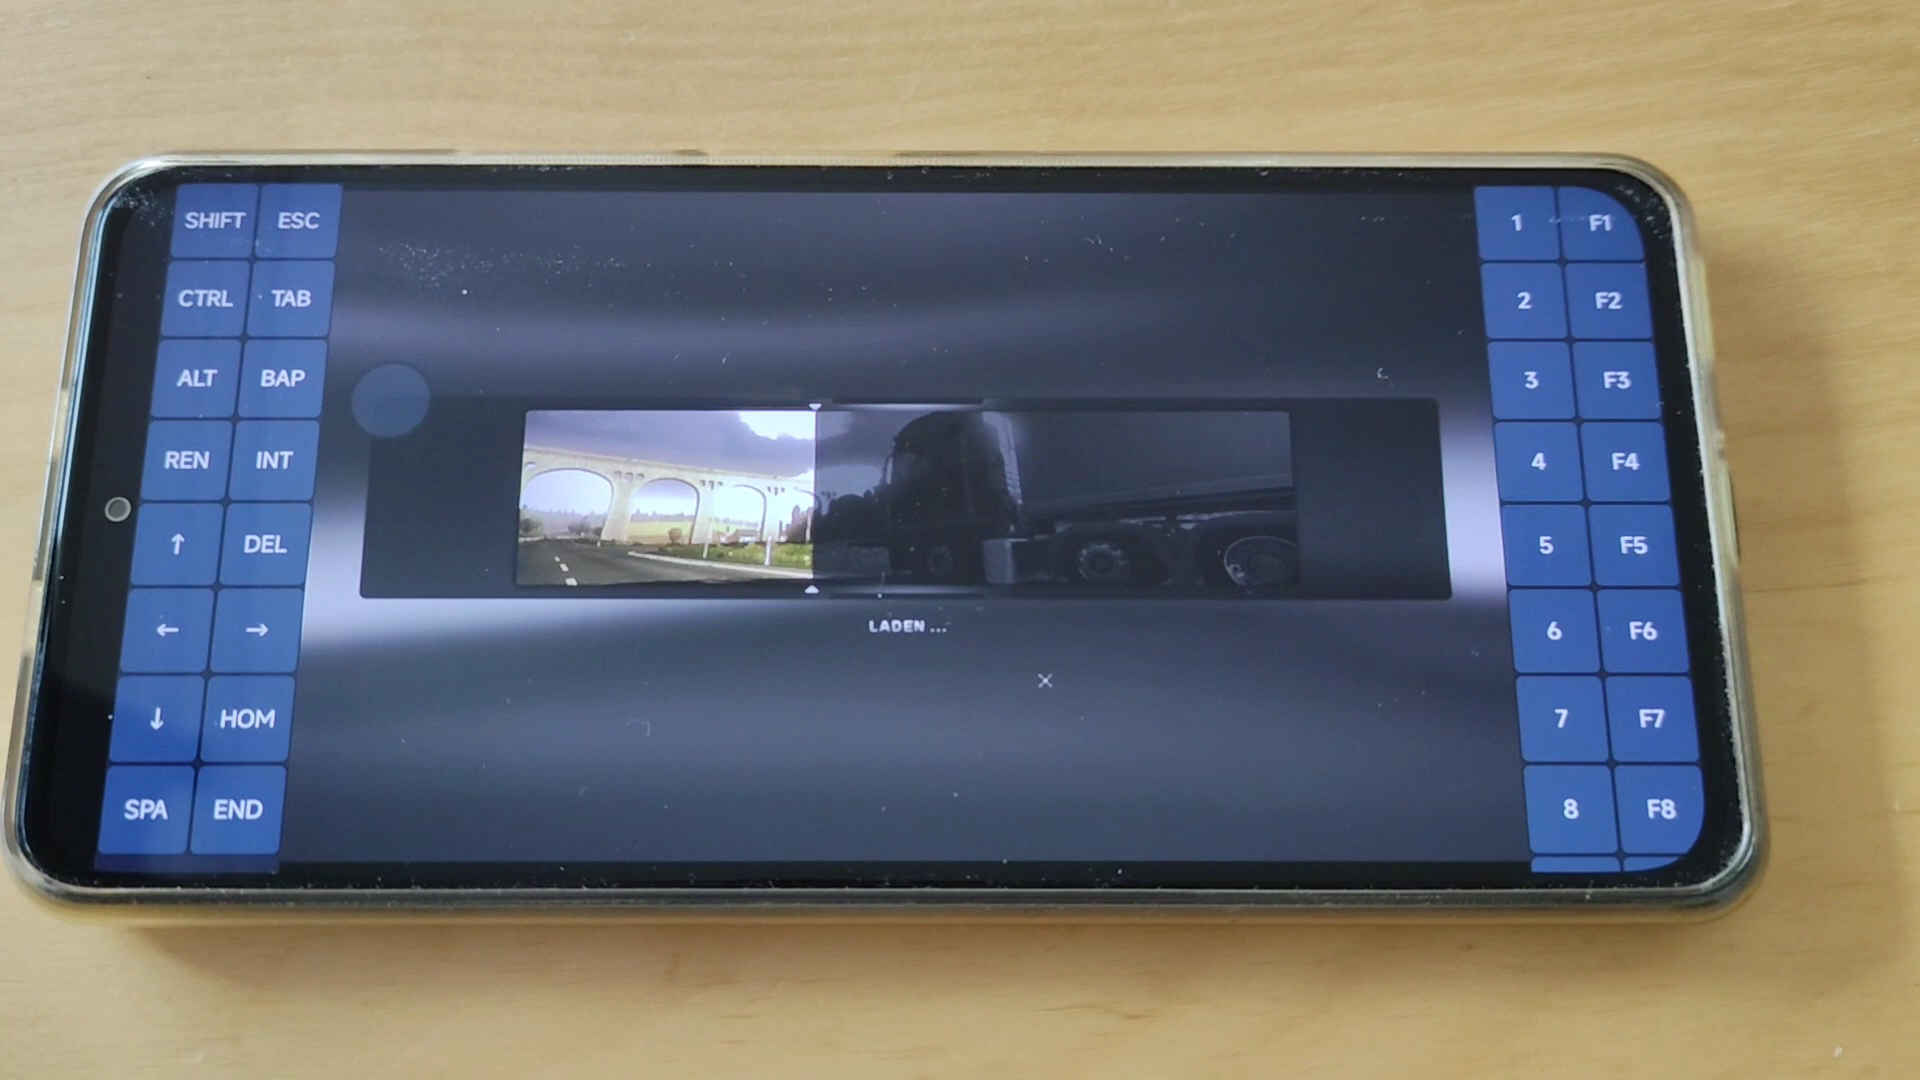 SHIFT ESC
CTRL TAB
ALT BAP
REN INT
↑ DEL
← →
↓ HOM
SPA END
LADEN ...
1 F1
2 F2
3 F3
4 F4
5 F5
6 F6
7 F7
8 F8